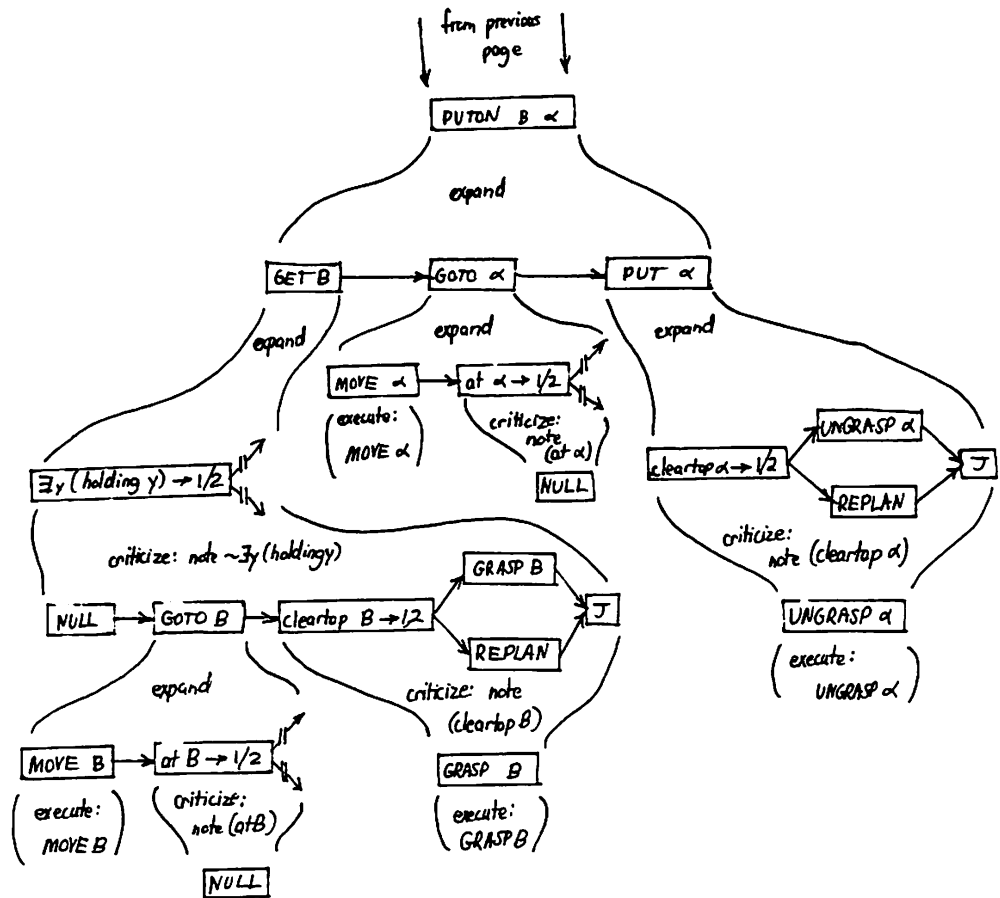 from previous
page
PUTON B α
expand
GET B
GOTO α
PUT α
expand
expand
expand
MOVE α
at α → 1/2
(execute:
MOVE α)
criticize:
note
(at α)
NULL
UNGRASP α
cleartop α → 1/2
J
REPLAN
∃y (holding y) → 1/2
criticize: note ~∃y (holding y)
criticize:
note (cleartop α)
GRASP B
NULL
GOTO B
cleartop B → 1/2
J
REPLAN
UNGRASP α
(execute:
UNGRASP α)
expand
criticize: note
(cleartop B)
MOVE B
at B → 1/2
GRASP B
(execute:
MOVE B)
criticize:
note (at B)
(execute:
GRASP B)
NULL